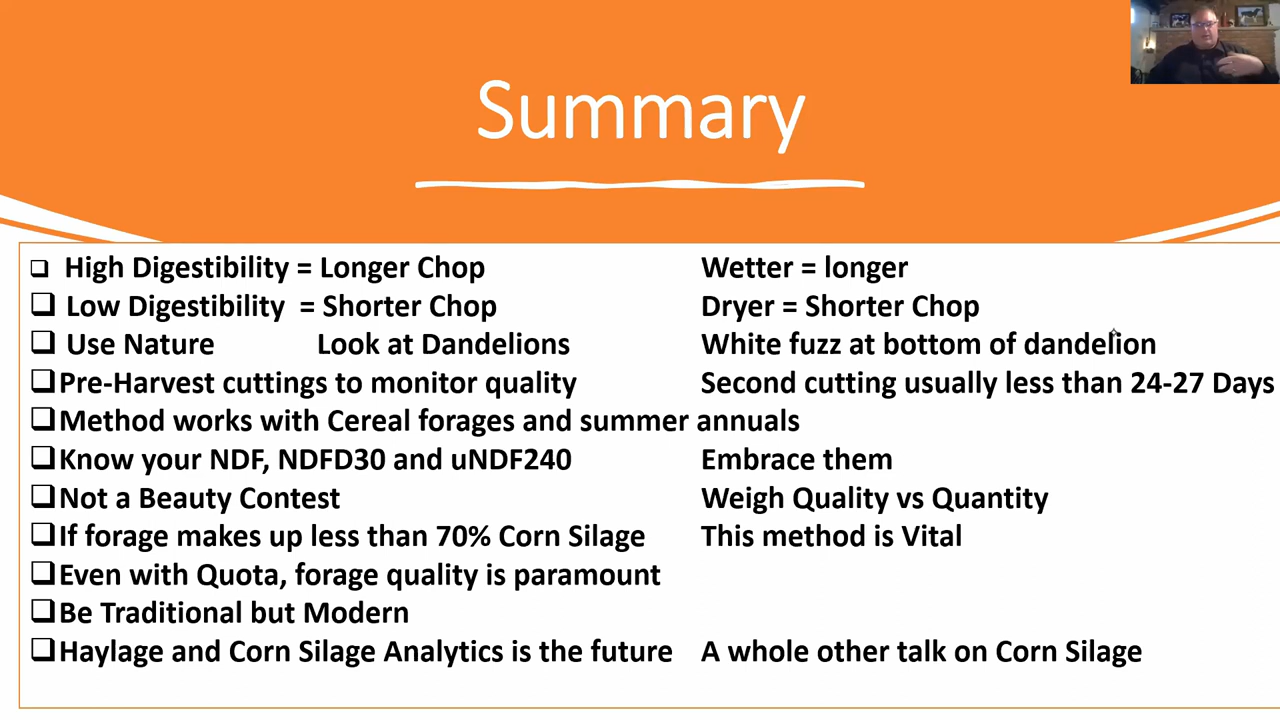 Summary
High Digestibility = Longer Chop Wetter = longer
Low Digestibility = Shorter Chop Dryer = Shorter Chop
Use Nature Look at Dandelions White fuzz at bottom of dandelion
Pre-Harvest cuttings to monitor quality Second cutting usually less than 24-27 Days
Method works with Cereal forages and summer annuals
Know your NDF, NDFD30 and uNDF240 Embrace them
Not a Beauty Contest Weigh Quality vs Quantity
If forage makes up less than 70% Corn Silage This method is Vital
Even with Quota, forage quality is paramount
Be Traditional but Modern
Haylage and Corn Silage Analytics is the future A whole other talk on Corn Silage